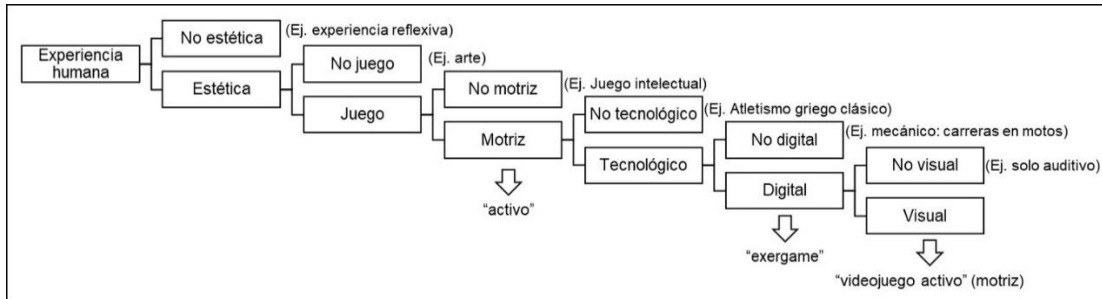 Experiencia
humana
No estética
(Ej. experiencia reflexiva)
Estética
No juego
(Ej. arte)
Juego
No motriz
(Ej. Juego intelectual)
Motriz
"activo"
No tecnológico
(Ej. Atletismo griego clásico)
Tecnológico
No digital
(Ej. mecánico: carreras en motos)
Digital
"exergame"
No visual
(Ej. solo auditivo)
Visual
"videojuego activo" (motriz)